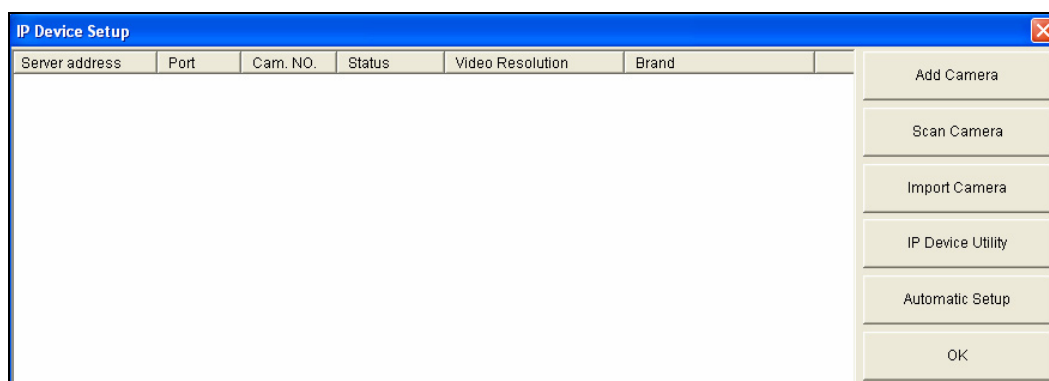 IP Device Setup
Server address Port Cam. NO. Status Video Resolution Brand
Add Camera
Scan Camera
Import Camera
IP Device Utility
Automatic Setup
OK